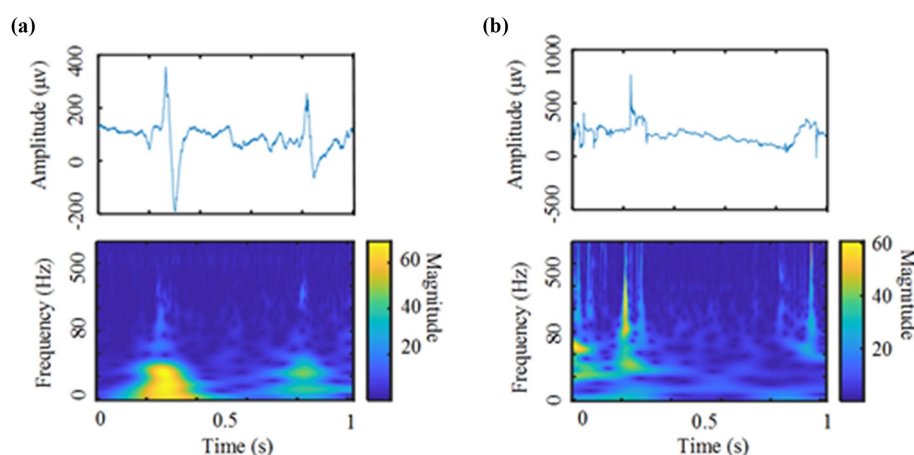 (a)
(b)
Amplitude (μv)
400
200
0
-200
Amplitude (μv)
1000
500
0
-500
Frequency (Hz)
500
80
0
60
40
20
Magnitude
0
0.5
1
Time (s)
Frequency (Hz)
500
80
0
60
40
20
Magnitude
0
0.5
1
Time (s)